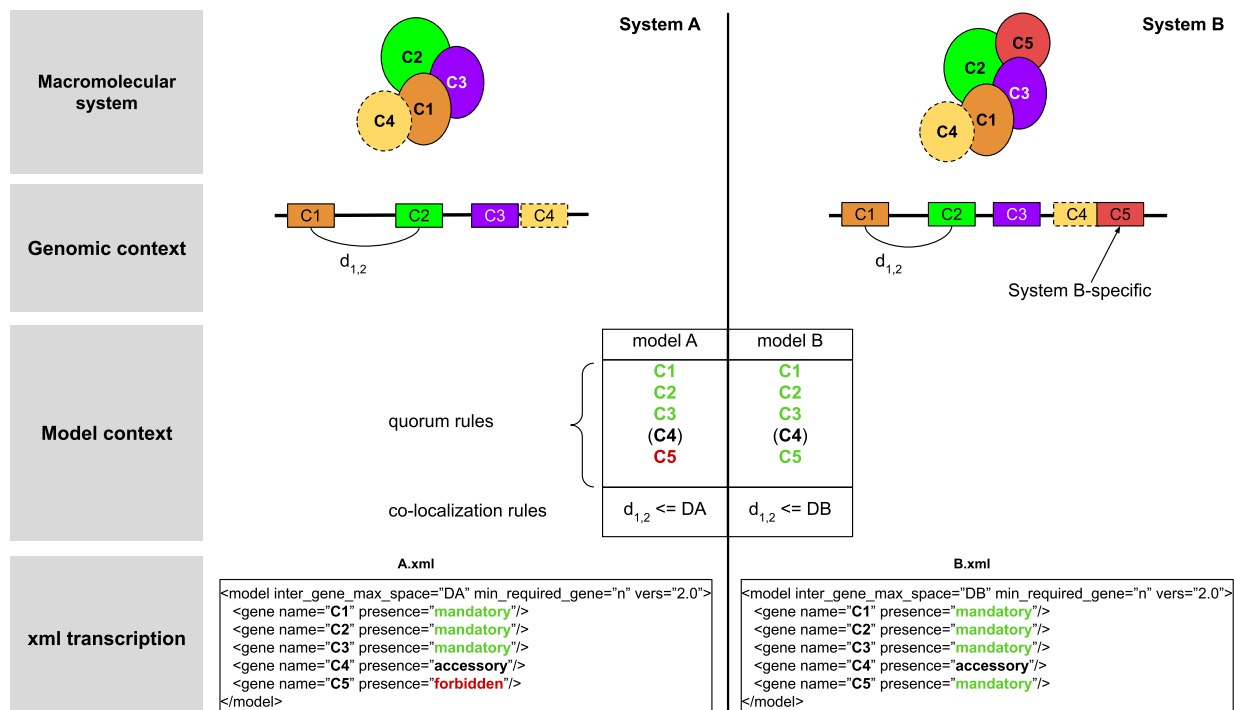 System A
System B
Macromolecular
system
C2
C3
C1
C4
C5
C2
C3
C1
C4
Genomic context
C1
C2
C3
C4
d1,2
C1
C2
C3
C4
C5
d1,2
System B-specific
Model context
model A
model B
quorum rules
C1
C2
C3
(C4)
C5
C1
C2
C3
(C4)
C5
co-localization rules
d1,2 <= DA
d1,2 <= DB
xml transcription
A.xml
<model inter_gene_max_space=”DA” min_required_gene=”n” vers=”2.0”>
<gene name=”C1” presence=”mandatory”/>
<gene name=”C2” presence=”mandatory”/>
<gene name=”C3” presence=”mandatory”/>
<gene name=”C4” presence=”accessory”/>
<gene name=”C5” presence=”forbidden”/>
</model>
B.xml
<model inter_gene_max_space=”DB” min_required_gene=”n” vers=”2.0”>
<gene name=”C1” presence=”mandatory”/>
<gene name=”C2” presence=”mandatory”/>
<gene name=”C3” presence=”mandatory”/>
<gene name=”C4” presence=”accessory”/>
<gene name=”C5” presence=”mandatory”/>
</model>